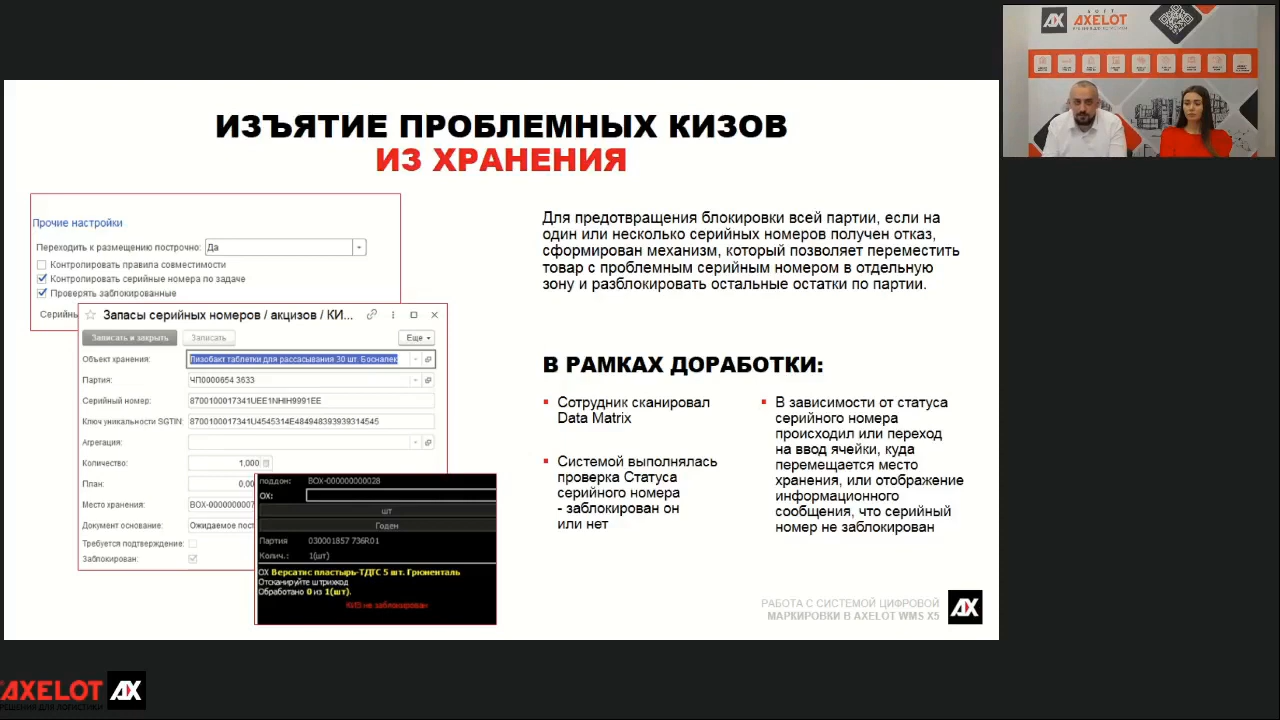 SOFT
AXELOT
ИЗЪЯТИЕ ПРОБЛЕМНЫХ КИЗОВ
ИЗ ХРАНЕНИЯ
Прочие настройки
Переходить к размещению построчно: Да
Контролировать правила совместимости
Контролировать серийные номера по задаче
Проверять заблокированные
Серийны
Запасы серийных номеров / акцизов / КИ...
Записать и закрыть Записать Еще
Объект хранения: Лизобакт таблетки для рассасывания 30 шт. Босналек
Партия: ЧП0000654 3633
Серийный номер: 8700100017341UEE1NHIH9991EE
Ключ уникальности SGTIN: 8700100017341U4545314E484948393939314545
Агрегация:
Количество: 1,000
План: 0,00
Место хранения: BOX-0000000007
Документ основание: Ожидаемое пост
Требуется подтверждение:
Заблокирован:
поддон: BOX-000000000028
ОХ:
шт
Годен
Партия 030001857 736R01
Колич.: 1(шт)
ОХ Версатис пластырь-ТДТС 5 шт. Грюненталь
Отсканируйте штрихкод
Обработано 0 из 1(шт).
КИЗ не заблокирован
Для предотвращения блокировки всей партии, если на
один или несколько серийных номеров получен отказ,
сформирован механизм, который позволяет переместить
товар с проблемным серийным номером в отдельную
зону и разблокировать остальные остатки по партии.
В РАМКАХ ДОРАБОТКИ:
Сотрудник сканировал
Data Matrix
Системой выполнялась
проверка Статуса
серийного номера
- заблокирован он
или нет
В зависимости от статуса
серийного номера
происходил или переход
на ввод ячейки, куда
перемещается место
хранения, или отображение
информационного
сообщения, что серийный
номер не заблокирован
РАБОТА С СИСТЕМОЙ ЦИФРОВОЙ
МАРКИРОВКИ В AXELOT WMS X5
AXELOT
РЕШЕНИЯ ДЛЯ ЛОГИСТИКИ